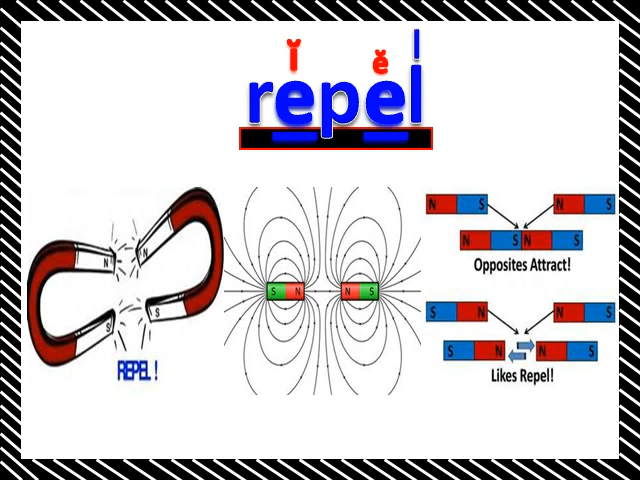 ĭ ĕ
repel
N
N
S
S
REPEL!
S N N S
N S N S
N S N S
Opposites Attract!
S N N S
S N N S
Likes Repel!